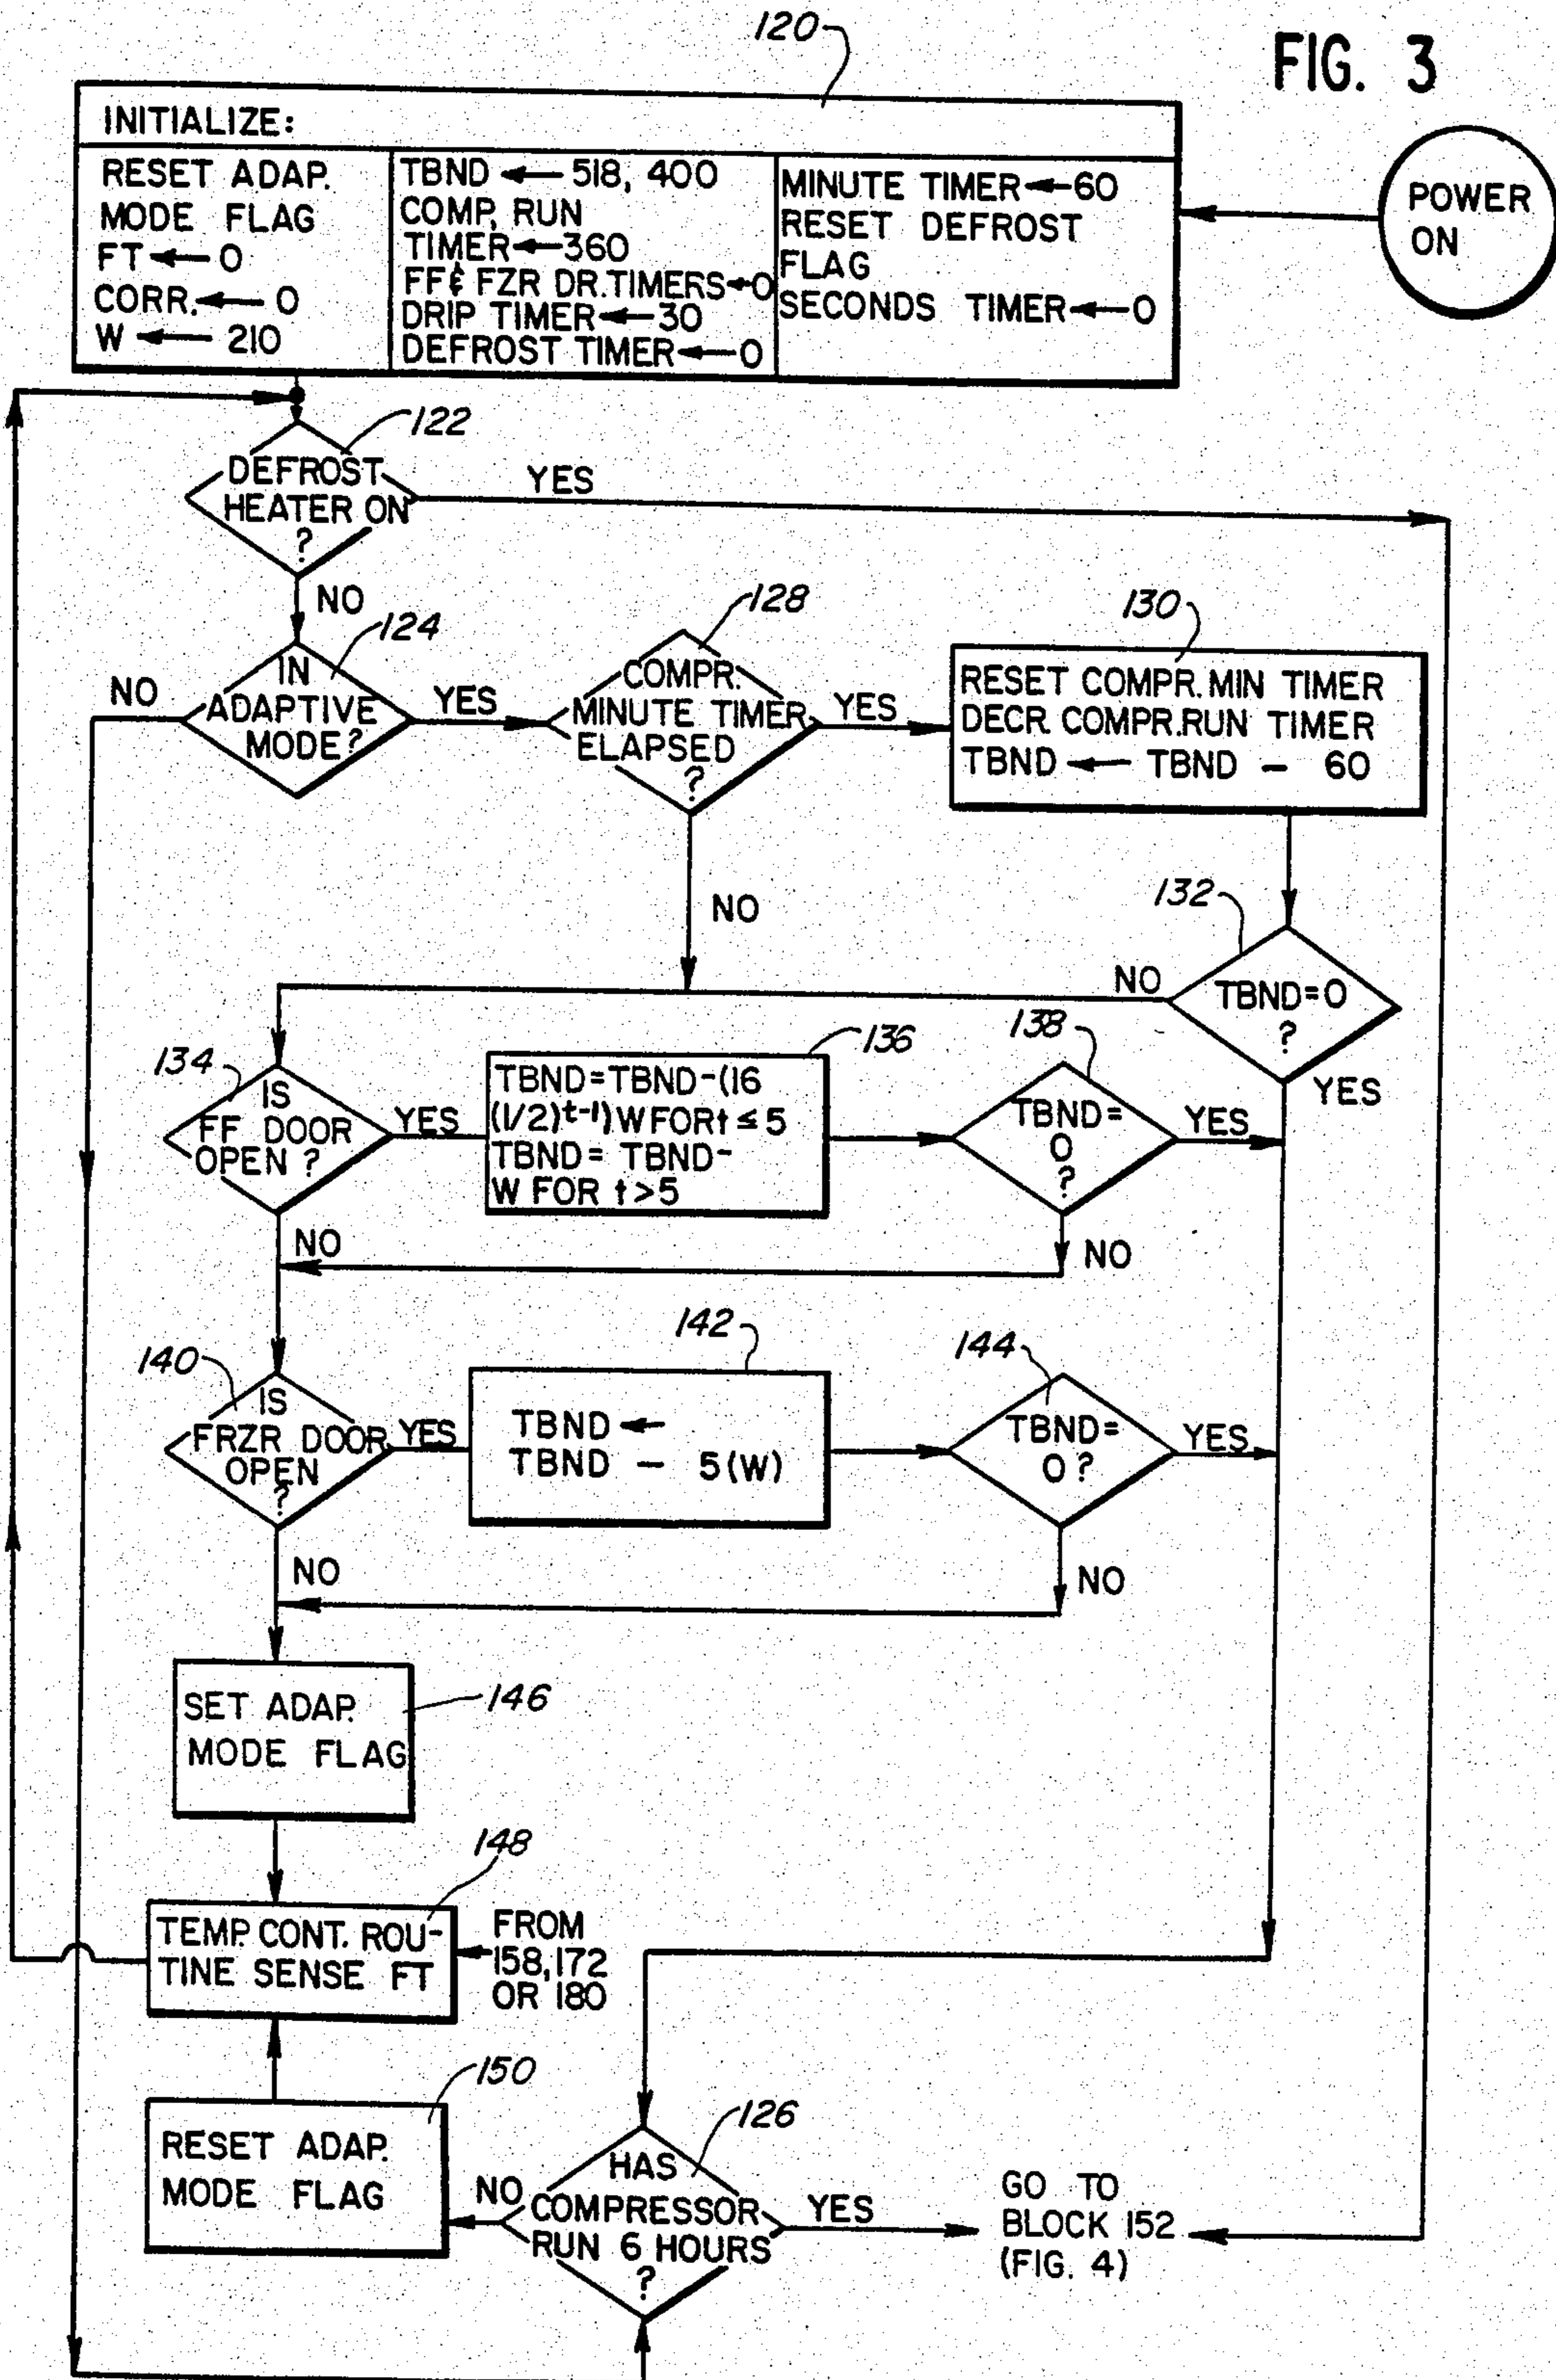 120
FIG. 3
INITIALIZE:
RESET ADAP.
MODE FLAG
FT ← 0
CORR. ← 0
W ← 210
TBND ← 518, 400
COMP, RUN
TIMER ← 360
FF & FZR DR. TIMERS ← 0
DRIP TIMER ← 30
DEFROST TIMER ← 0
MINUTE TIMER ← 60
RESET DEFROST
FLAG
SECONDS TIMER ← 0
POWER
ON
122
DEFROST
HEATER ON
?
YES
NO
124
IN
ADAPTIVE
MODE?
NO
YES
128
COMPR.
MINUTE TIMER
ELAPSED
?
YES
NO
130
RESET COMPR. MIN TIMER
DECR. COMPR. RUN TIMER
TBND ← TBND - 60
132
TBND=0
?
NO
YES
134
IS
FF DOOR
OPEN ?
YES
NO
136
TBND=TBND-(16
(1/2)t-1) W FOR t ≤ 5
TBND= TBND-
W FOR t>5
138
TBND=
0
?
YES
NO
140
IS
FRZR DOOR
OPEN
?
YES
NO
142
TBND ←
TBND - 5(W)
144
TBND=
0 ?
YES
NO
146
SET ADAP.
MODE FLAG
148
TEMP. CONT. ROU-
TINE SENSE FT
FROM
158, 172
OR 180
150
RESET ADAP.
MODE FLAG
126
HAS
COMPRESSOR
RUN 6 HOURS
?
NO
YES
GO TO
BLOCK 152
(FIG. 4)